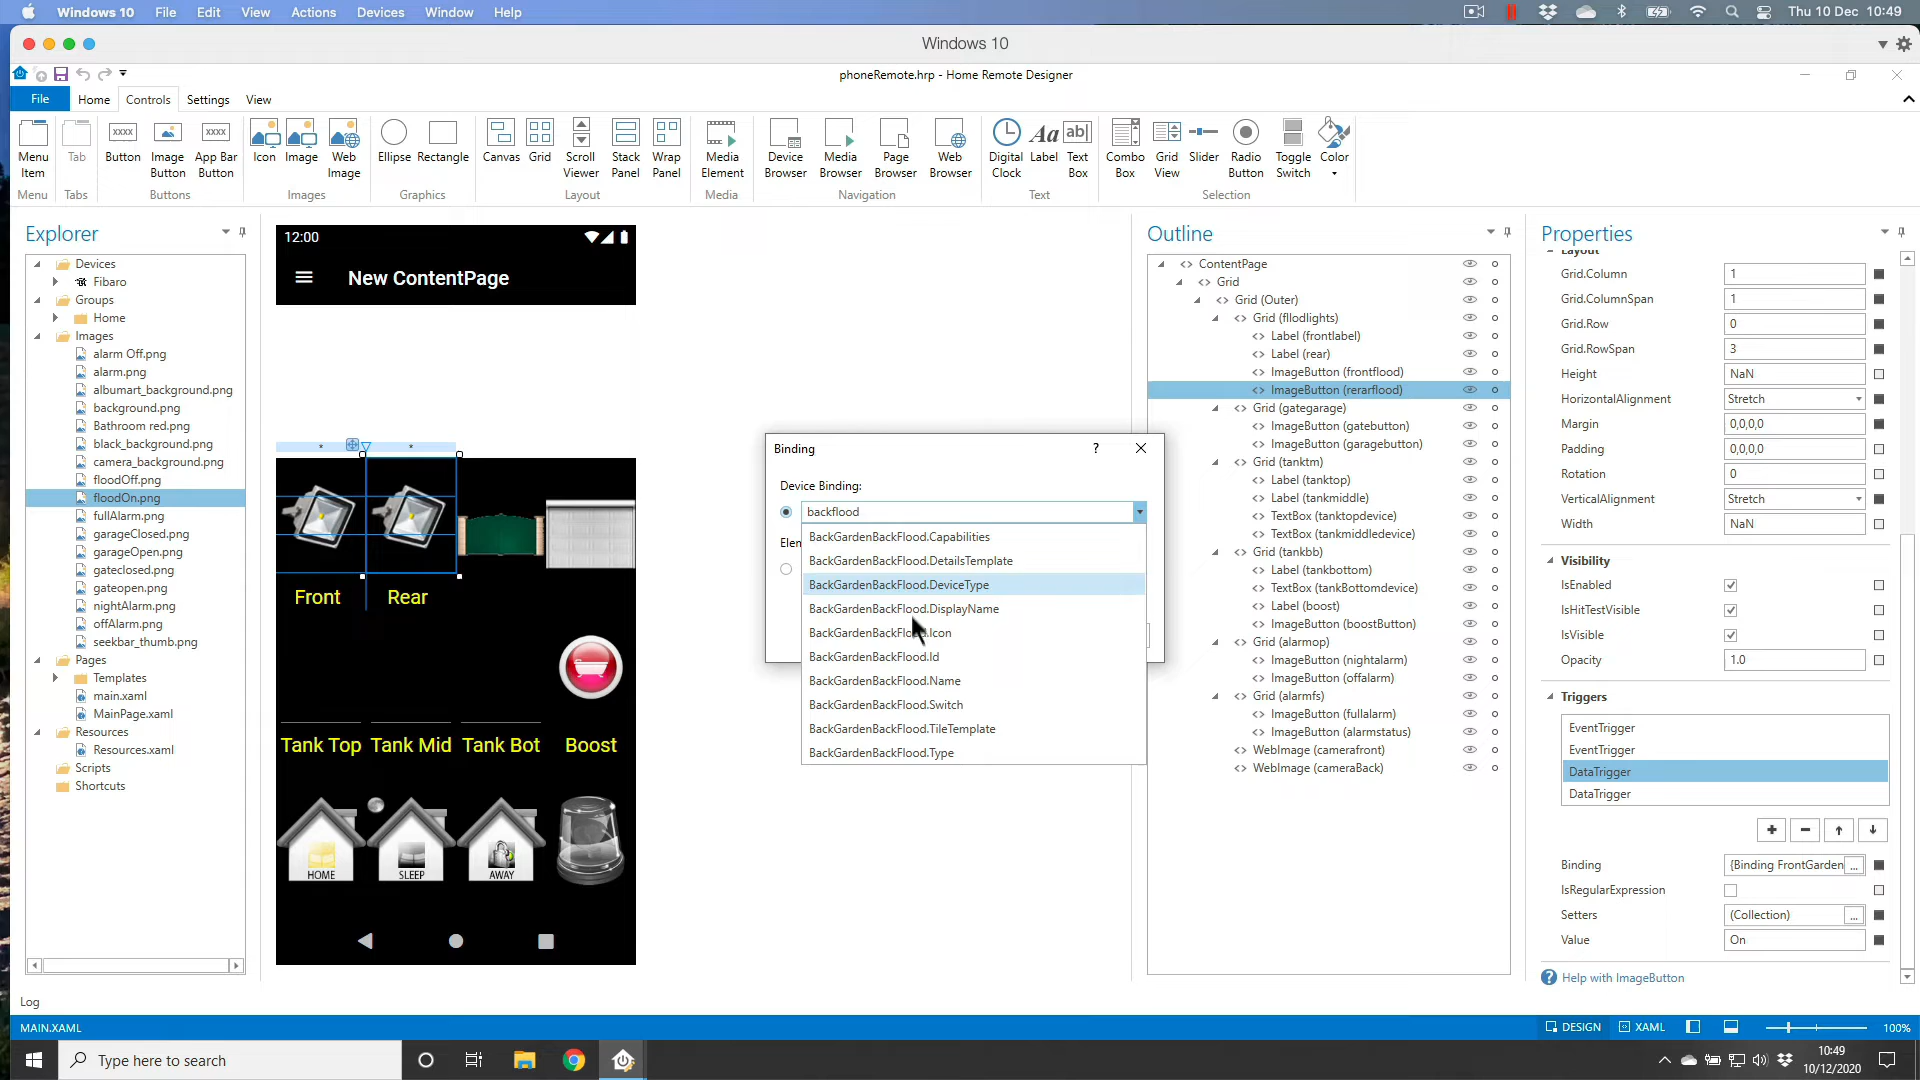 Windows 10 File Edit View Actions Devices Window Help Thu 10 Dec 10:49
Windows 10
phoneRemote.hrp - Home Remote Designer
File Home Controls Settings View
Menu Item
Tab
Button
Image Button
App Bar Button
Icon
Image
Web Image
Ellipse
Rectangle
Canvas
Grid
Scroll Viewer
Stack Panel
Wrap Panel
Media Element
Device Browser
Media Browser
Page Browser
Web Browser
Digital Clock
Label
Text Box
Combo Box
Grid View
Slider
Radio Button
Toggle Switch
Color
Menu Tabs Buttons Images Graphics Layout Media Navigation Text Selection
Explorer
Devices
Fibaro
Groups
Home
Images
alarm Off.png
alarm.png
albumart_background.png
background.png
Bathroom red.png
black_background.png
camera_background.png
floodOff.png
floodOn.png
fullAlarm.png
garageClosed.png
garageOpen.png
gateclosed.png
gateopen.png
nightAlarm.png
offAlarm.png
seekbar_thumb.png
Pages
Templates
main.xaml
MainPage.xaml
Resources
Resources.xaml
Scripts
Shortcuts
12:00
New ContentPage
Front Rear
Tank Top Tank Mid Tank Bot Boost
HOME SLEEP AWAY
Binding
?
Device Binding:
backflood
Elem
BackGardenBackFlood.Capabilities
BackGardenBackFlood.DetailsTemplate
BackGardenBackFlood.DeviceType
BackGardenBackFlood.DisplayName
BackGardenBackFlood.Icon
BackGardenBackFlood.Id
BackGardenBackFlood.Name
BackGardenBackFlood.Switch
BackGardenBackFlood.TileTemplate
BackGardenBackFlood.Type
Outline
ContentPage
Grid
Grid (Outer)
Grid (fllodlights)
Label (frontlabel)
Label (rear)
ImageButton (frontflood)
ImageButton (rerarflood)
Grid (gategarage)
ImageButton (gatebutton)
ImageButton (garagebutton)
Grid (tanktm)
Label (tanktop)
Label (tankmiddle)
TextBox (tanktopdevice)
TextBox (tankmiddledevice)
Grid (tankbb)
Label (tankbottom)
TextBox (tankBottomdevice)
Label (boost)
ImageButton (boostButton)
Grid (alarmop)
ImageButton (nightalarm)
ImageButton (offalarm)
Grid (alarmfs)
ImageButton (fullalarm)
ImageButton (alarmstatus)
WebImage (camerafront)
WebImage (cameraBack)
Properties
Layout
Grid.Column 1
Grid.ColumnSpan 1
Grid.Row 0
Grid.RowSpan 3
Height NaN
HorizontalAlignment Stretch
Margin 0,0,0,0
Padding 0,0,0,0
Rotation 0
VerticalAlignment Stretch
Width NaN
Visibility
IsEnabled
IsHitTestVisible
IsVisible
Opacity 1.0
Triggers
EventTrigger
EventTrigger
DataTrigger
DataTrigger
Binding {Binding FrontGarden ...
IsRegularExpression
Setters (Collection) ...
Value On
? Help with ImageButton
Log
MAIN.XAML DESIGN XAML 100%
Type here to search
10:49
10/12/2020